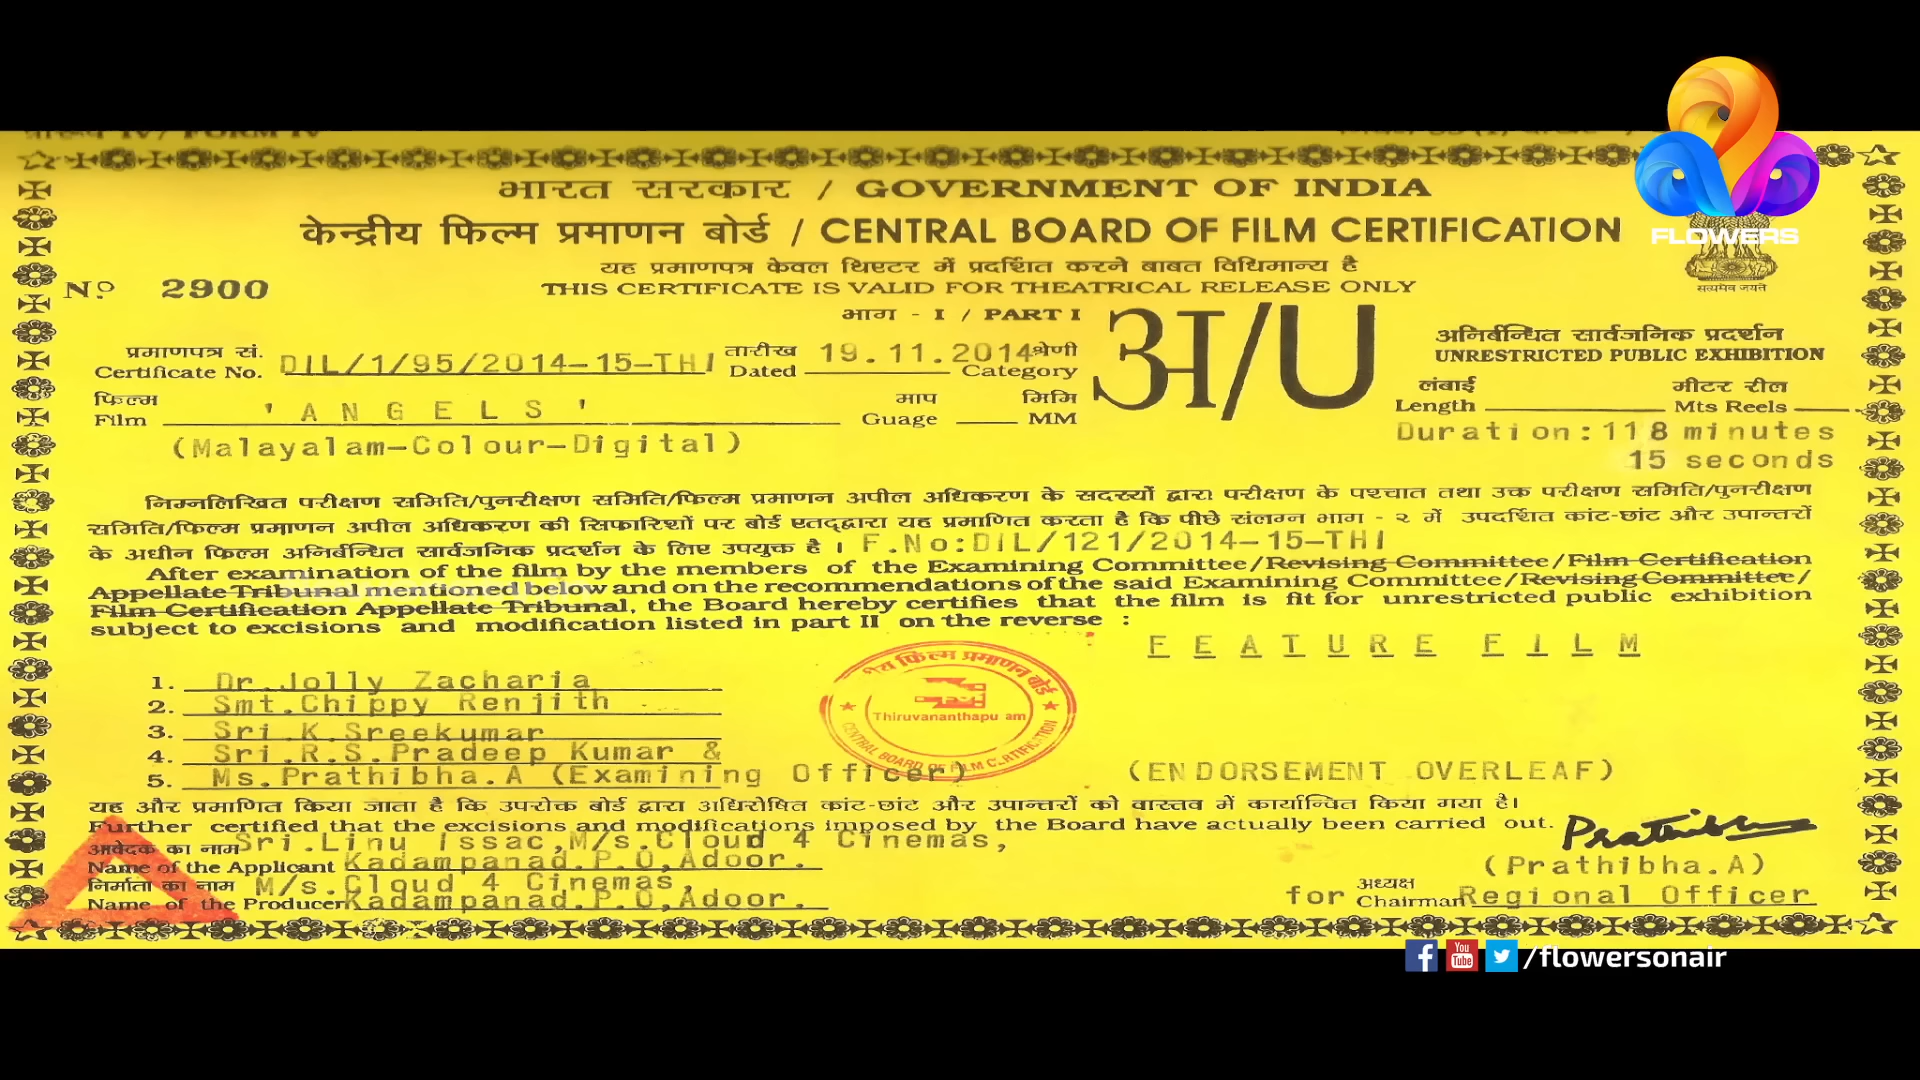 FORM IV
भारत सरकार / GOVERNMENT OF INDIA
केन्द्रीय फिल्म प्रमाणन बोर्ड / CENTRAL BOARD OF FILM CERTIFICATION
FLOWERS
यह प्रमाणपत्र केवल थिएटर में प्रदर्शित करने बाबत विधिमान्य है
सत्यमेव जयते
Nº 2900
THIS CERTIFICATE IS VALID FOR THEATRICAL RELEASE ONLY
भाग - I / PART I
अ/U
अनिर्बन्धित सार्वजनिक प्रदर्शन
UNRESTRICTED PUBLIC EXHIBITION
प्रमाणपत्र सं. तारीख श्रेणी
Certificate No. DIL/1/95/2014-15-THI Dated 19.11.2014 Category
फिल्म माप मिमि लंबाई मीटर रील
Film 'ANGELS' Guage MM Length Mts Reels
(Malayalam-Colour-Digital)
Duration:118 minutes
15 seconds
निम्नलिखित परीक्षण समिति/पुनरीक्षण समिति/फिल्म प्रमाणन अपील अधिकरण के सदस्यों द्वारा परीक्षण के पश्चात तथा उक्त परीक्षण समिति/पुनरीक्षण
समिति/फिल्म प्रमाणन अपील अधिकरण की सिफारिशों पर बोर्ड एतद्द्वारा यह प्रमाणित करता है कि पीछे संलग्न भाग - २ में उपदर्शित कांट-छांट और उपान्तरों
के अधीन फिल्म अनिर्बन्धित सार्वजनिक प्रदर्शन के लिए उपयुक्त है । F.No:DIL/121/2014-15-THI
After examination of the film by the members of the Examining Committee/Revising Committee/Film Certification
Appellate Tribunal mentioned below and on the recommendations of the said Examining Committee/Revising Committee/
Film Certification Appellate Tribunal, the Board hereby certifies that the film is fit for unrestricted public exhibition
subject to excisions and modification listed in part II on the reverse :
FEATURE FILM
1. Dr.Jolly Zacharia
2. Smt.Chippy Renjith
3. Sri.K.Sreekumar
4. Sri.R.S.Pradeep Kumar &
5. Ms.Prathibha.A (Examining Officer)
फिल्म प्रमाणन बोर्ड
CENTRAL BOARD OF FILM CERTIFICATION
(ENDORSEMENT OVERLEAF)
यह और प्रमाणित किया जाता है कि उपरोक्त बोर्ड द्वारा अधिरोषित कांट-छांट और उपान्तरों को वास्तव में कार्यान्वित किया गया है।
Further certified that the excisions and modifications imposed by the Board have actually been carried out.
आवेदक का नाम Sri.Linu Issac,M/s.Cloud 4 Cinemas,
Name of the Applicant Kadampanad.P.O,Adoor.
निर्माता का नाम M/s.Cloud 4 Cinemas,
Name of the Producer Kadampanad.P.O,Adoor.
(Prathibha.A)
अध्यक्ष
for Chairman Regional Officer
/flowersonair